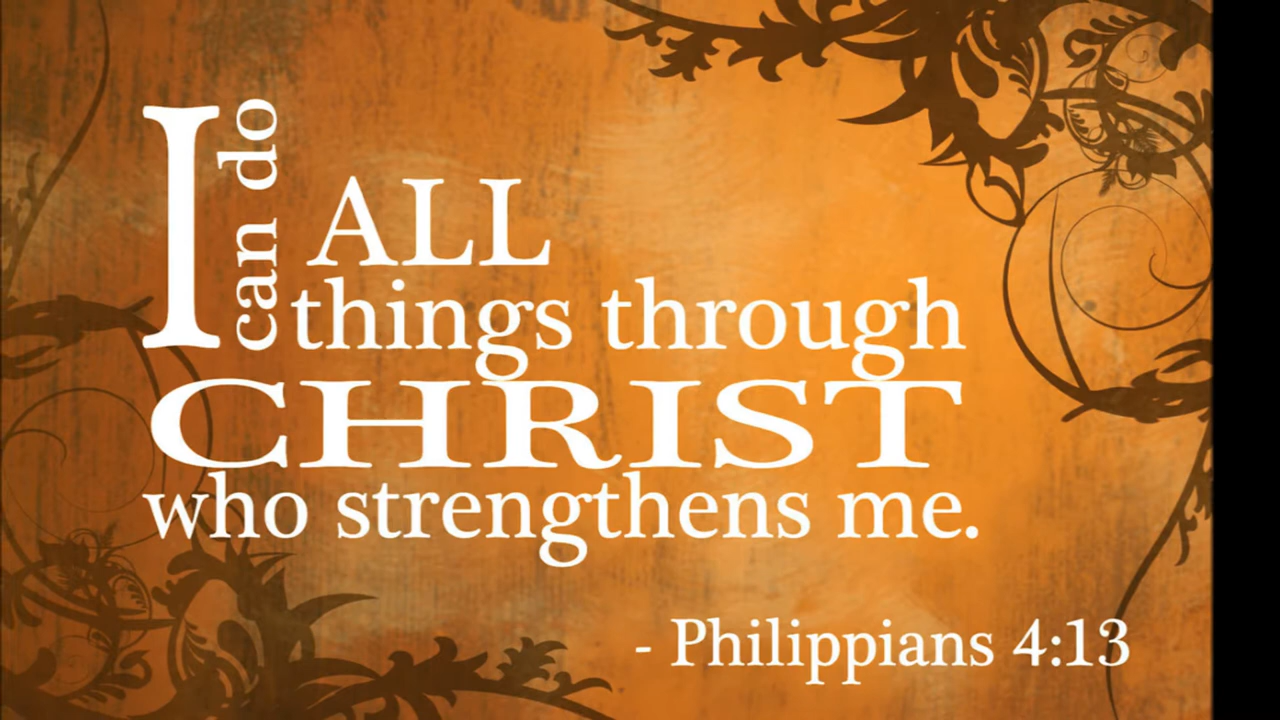 I can do ALL
things through
CHRIST
who strengthens me.
- Philippians 4:13